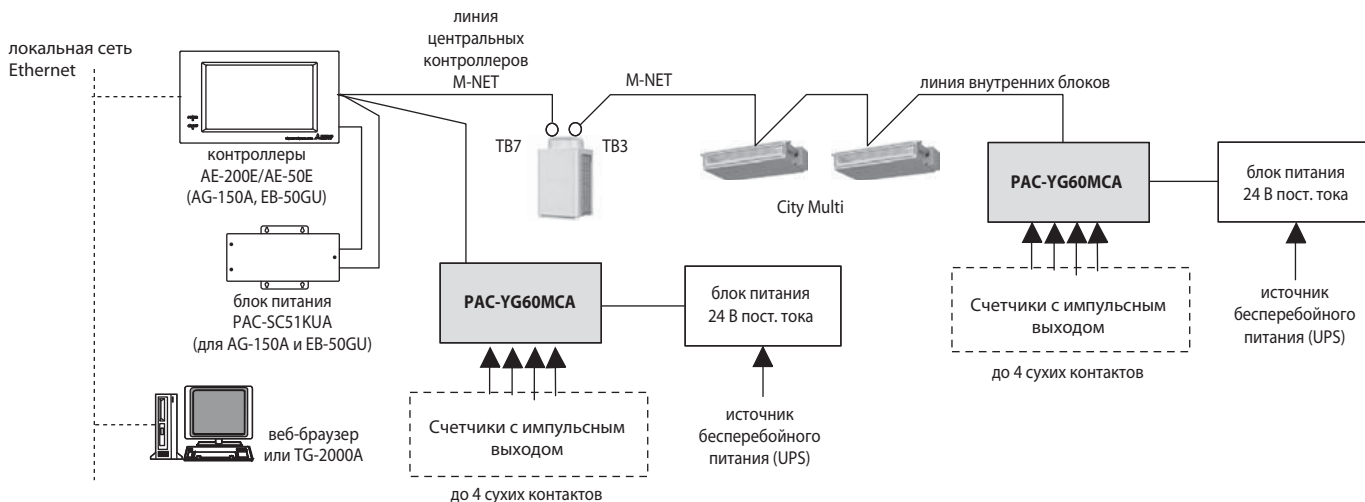 локальная сеть
Ethernet
линия
центральных
контроллеров
M-NET
M-NET
линия внутренних блоков
TB7
TB3
контроллеры
AE-200E/AE-50E
(AG-150A, EB-50GU)
City Multi
PAC-YG60MCA
блок питания
24 В пост. тока
блок питания
PAC-SC51KUA
(для AG-150A и EB-50GU)
PAC-YG60MCA
блок питания
24 В пост. тока
Счетчики с импульсным
выходом
до 4 сухих контактов
источник
бесперебойного
питания (UPS)
веб-браузер
или TG-2000A
Счетчики с импульсным
выходом
до 4 сухих контактов
источник
бесперебойного
питания (UPS)